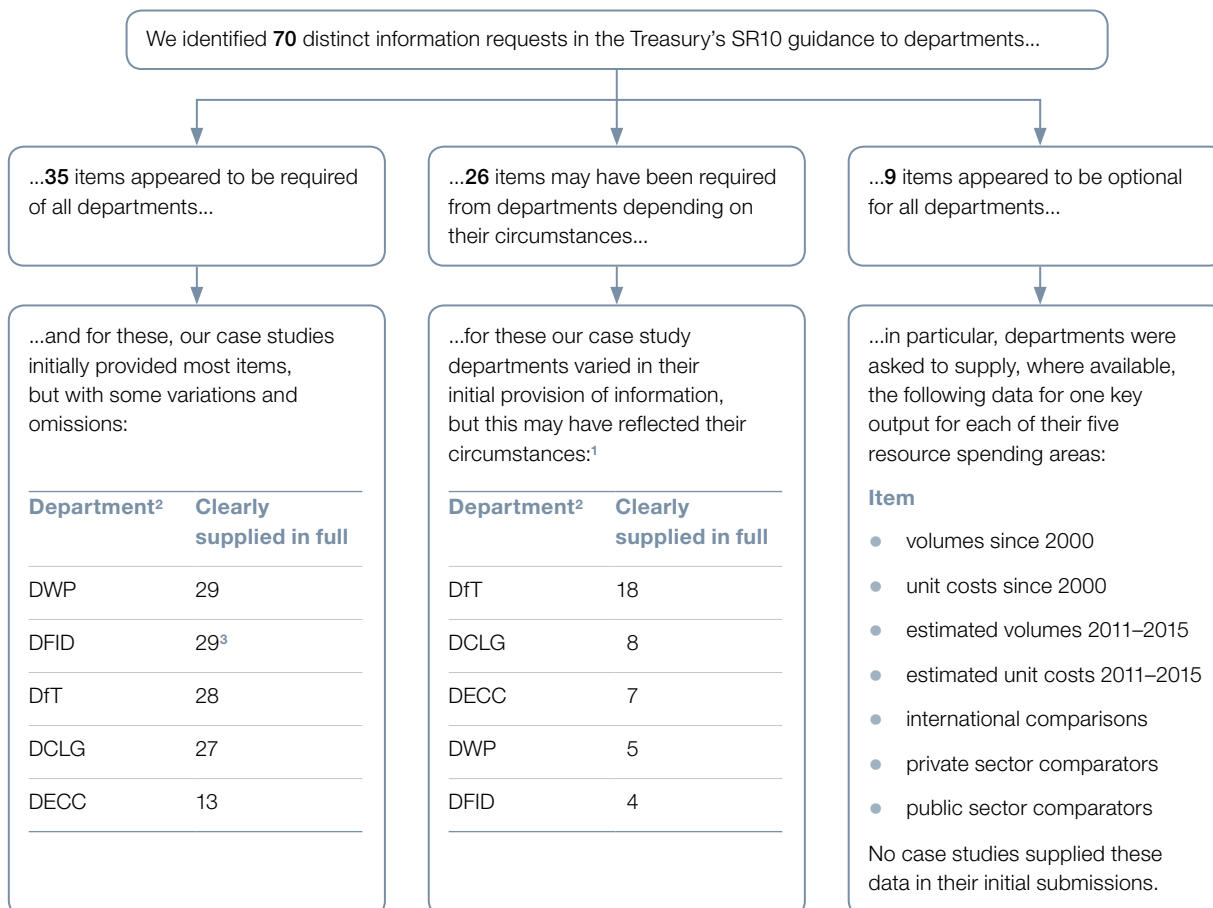 We identified 70 distinct information requests in the Treasury's SR10 guidance to departments...
...35 items appeared to be required
of all departments...
...and for these, our case studies
initially provided most items,
but with some variations and
omissions:
Department² Clearly
supplied in full
DWP 29
DFID 29³
DfT 28
DCLG 27
DECC 13
...26 items may have been required
from departments depending on
their circumstances...
...for these our case study
departments varied in their
initial provision of information,
but this may have reflected their
circumstances:¹
Department² Clearly
supplied in full
DfT 18
DCLG 8
DECC 7
DWP 5
DFID 4
...9 items appeared to be optional
for all departments...
...in particular, departments were
asked to supply, where available,
the following data for one key
output for each of their five
resource spending areas:
Item
• volumes since 2000
• unit costs since 2000
• estimated volumes 2011–2015
• estimated unit costs 2011–2015
• international comparisons
• private sector comparators
• public sector comparators
No case studies supplied these
data in their initial submissions.